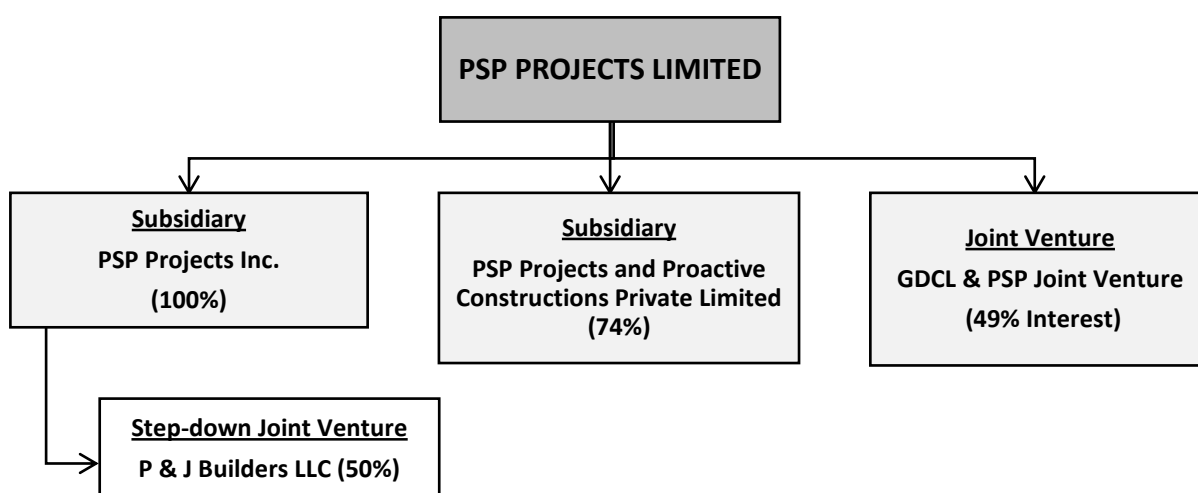 PSP PROJECTS LIMITED
Subsidiary
PSP Projects Inc.
(100%)
Subsidiary
PSP Projects and Proactive
Constructions Private Limited
(74%)
Joint Venture
GDCL & PSP Joint Venture
(49% Interest)
Step-down Joint Venture
P & J Builders LLC (50%)